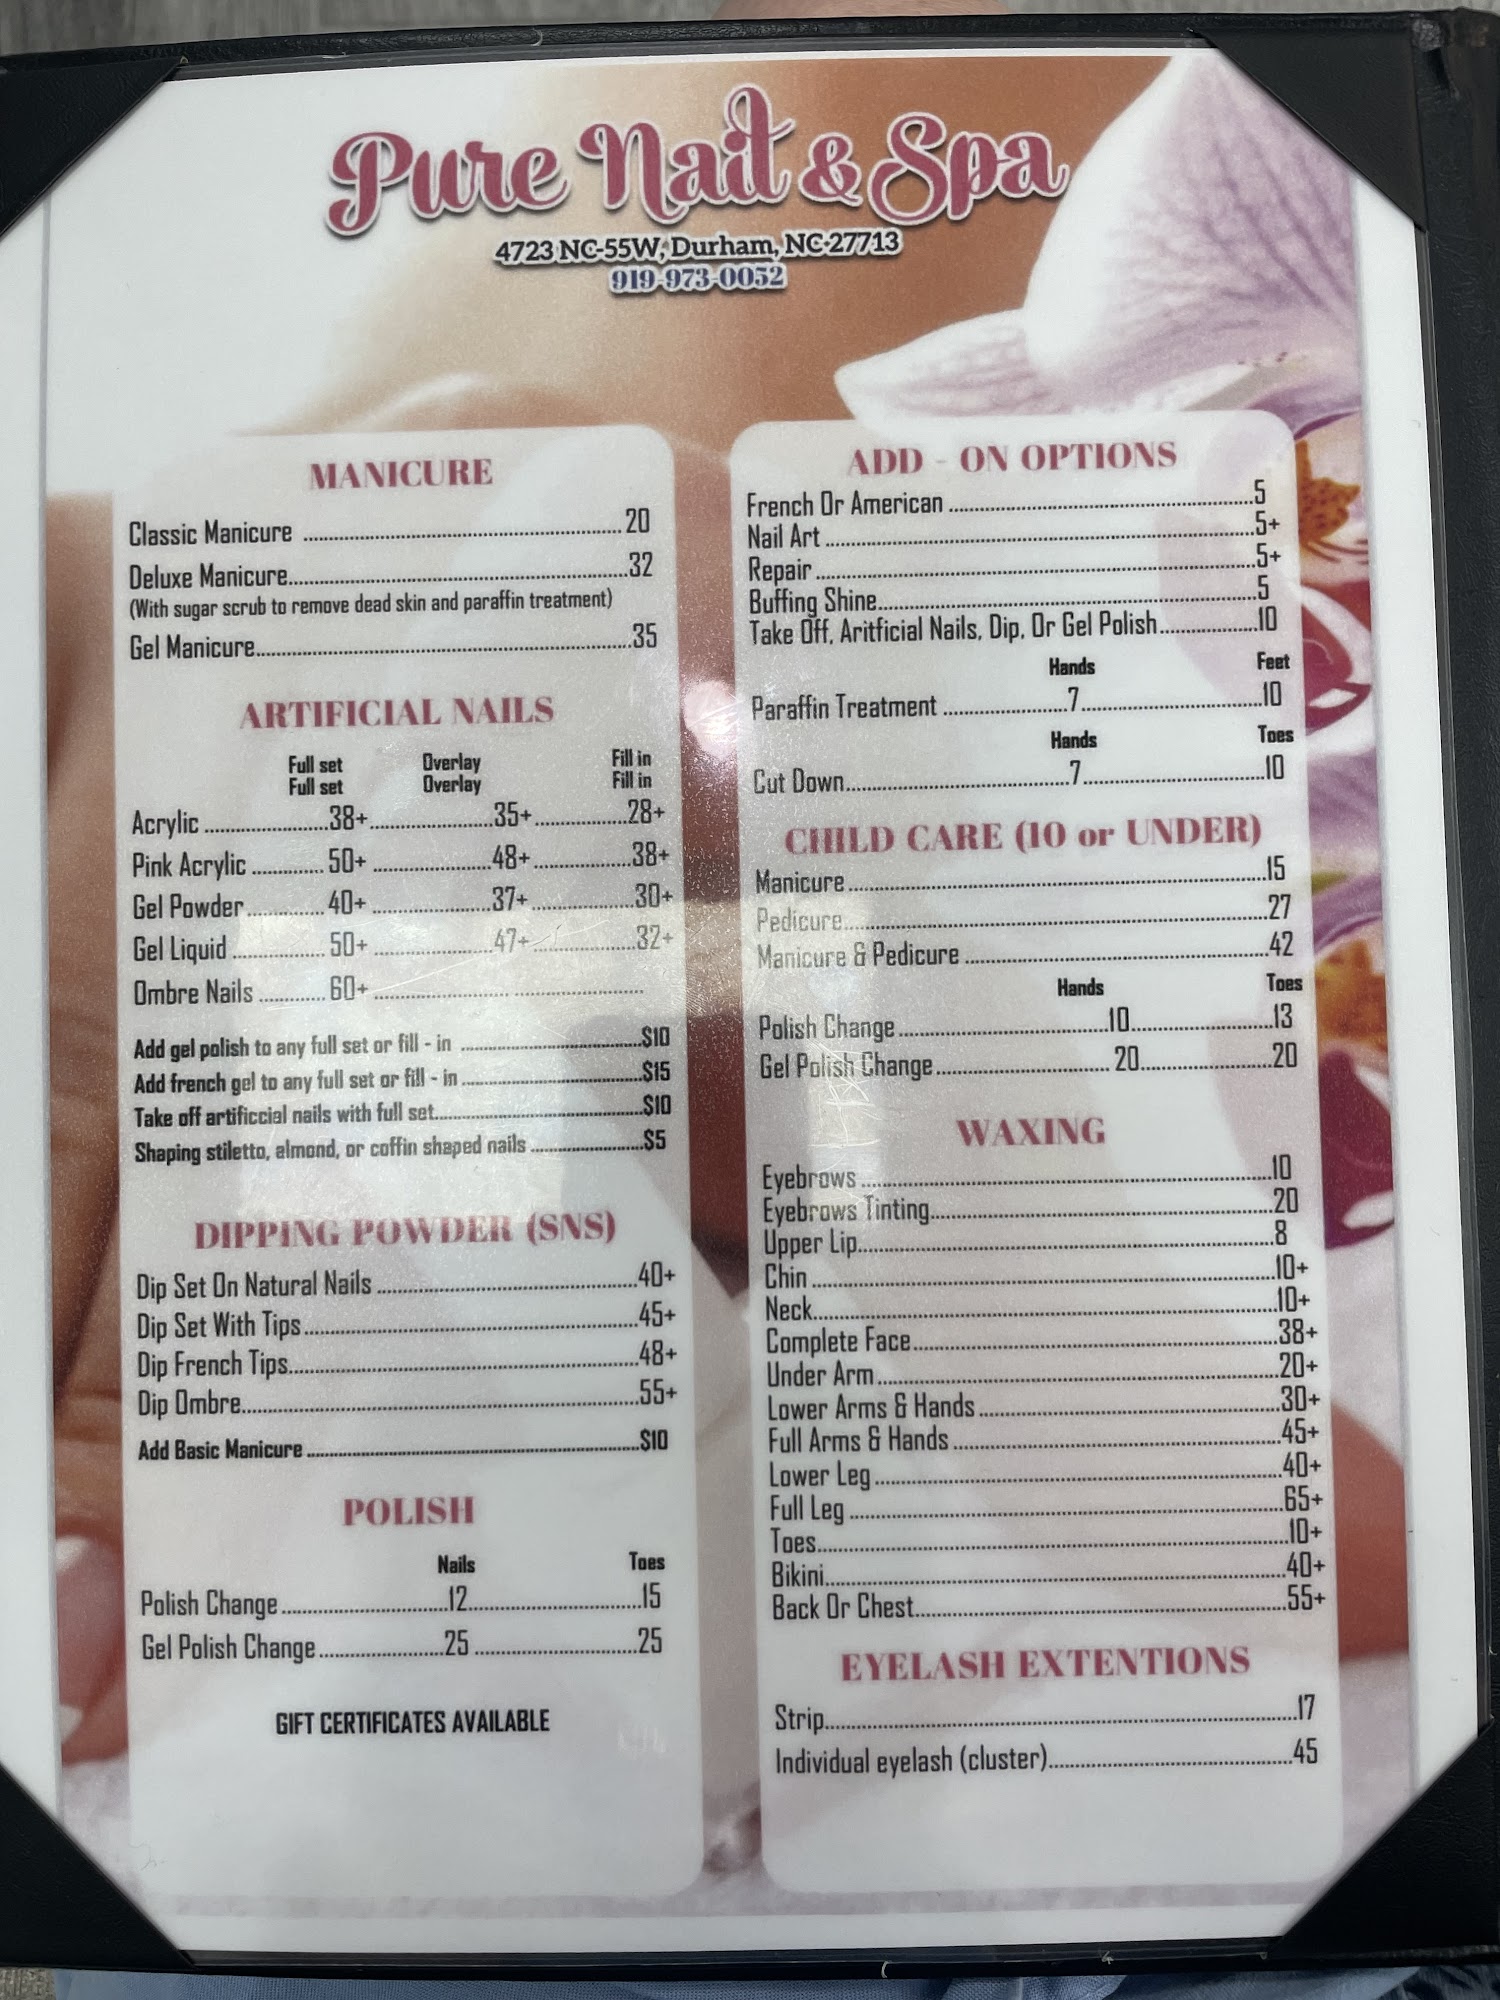 Pure Nail & Spa
4723 NC-55W, Durham, NC 27713
919-973-0052
MANICURE
Classic Manicure 20
Deluxe Manicure 32
(With sugar scrub to remove dead skin and paraffin treatment)
Gel Manicure 35
ARTIFICIAL NAILS
Full set Overlay Fill in
Full set Overlay Fill in
Acrylic 38+ 35+ 28+
Pink Acrylic 50+ 48+ 38+
Gel Powder 40+ 37+ 30+
Gel Liquid 50+ 47+ 32+
Ombre Nails 60+
Add gel polish to any full set or fill - in $10
Add french gel to any full set or fill - in $15
Take off artificcial nails with full set $10
Shaping stiletto, almond, or coffin shaped nails $5
DIPPING POWDER (SNS)
Dip Set On Natural Nails 40+
Dip Set With Tips 45+
Dip French Tips 48+
Dip Ombre 55+
Add Basic Manicure $10
POLISH
Nails Toes
Polish Change 12 15
Gel Polish Change 25 25
GIFT CERTIFICATES AVAILABLE
ADD - ON OPTIONS
French Or American 5
Nail Art 5+
Repair 5+
Buffing Shine 5
Take Off, Aritficial Nails, Dip, Or Gel Polish 10
Hands Feet
Paraffin Treatment 7 10
Hands Toes
Cut Down 7 10
CHILD CARE (10 or UNDER)
Manicure 15
Pedicure 27
Manicure & Pedicure 42
Hands Toes
Polish Change 10 13
Gel Polish Change 20 20
WAXING
Eyebrows 10
Eyebrows Tinting 20
Upper Lip 8
Chin 10+
Neck 10+
Complete Face 38+
Under Arm 20+
Lower Arms & Hands 30+
Full Arms & Hands 45+
Lower Leg 40+
Full Leg 65+
Toes 10+
Bikini 40+
Back Or Chest 55+
EYELASH EXTENTIONS
Strip 17
Individual eyelash (cluster) 45